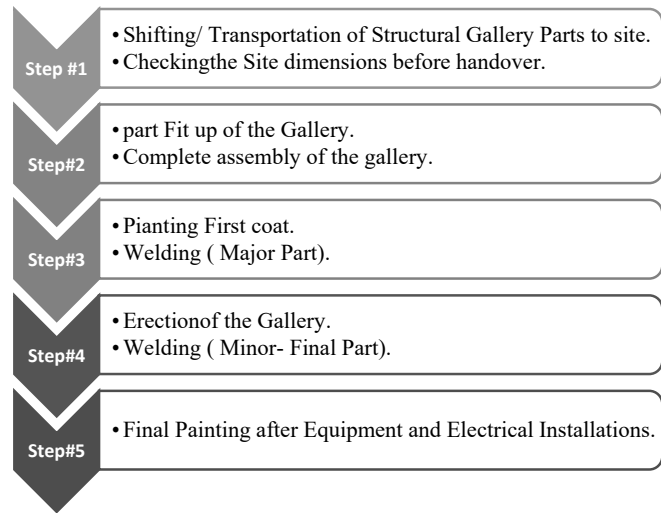 Step #1
• Shifting/ Transportation of Structural Gallery Parts to site.
• Checkingthe Site dimensions before handover.
Step#2
• part Fit up of the Gallery.
• Complete assembly of the gallery.
Step#3
• Pianting First coat.
• Welding ( Major Part).
Step#4
• Erectionof the Gallery.
• Welding ( Minor- Final Part).
Step#5
• Final Painting after Equipment and Electrical Installations.